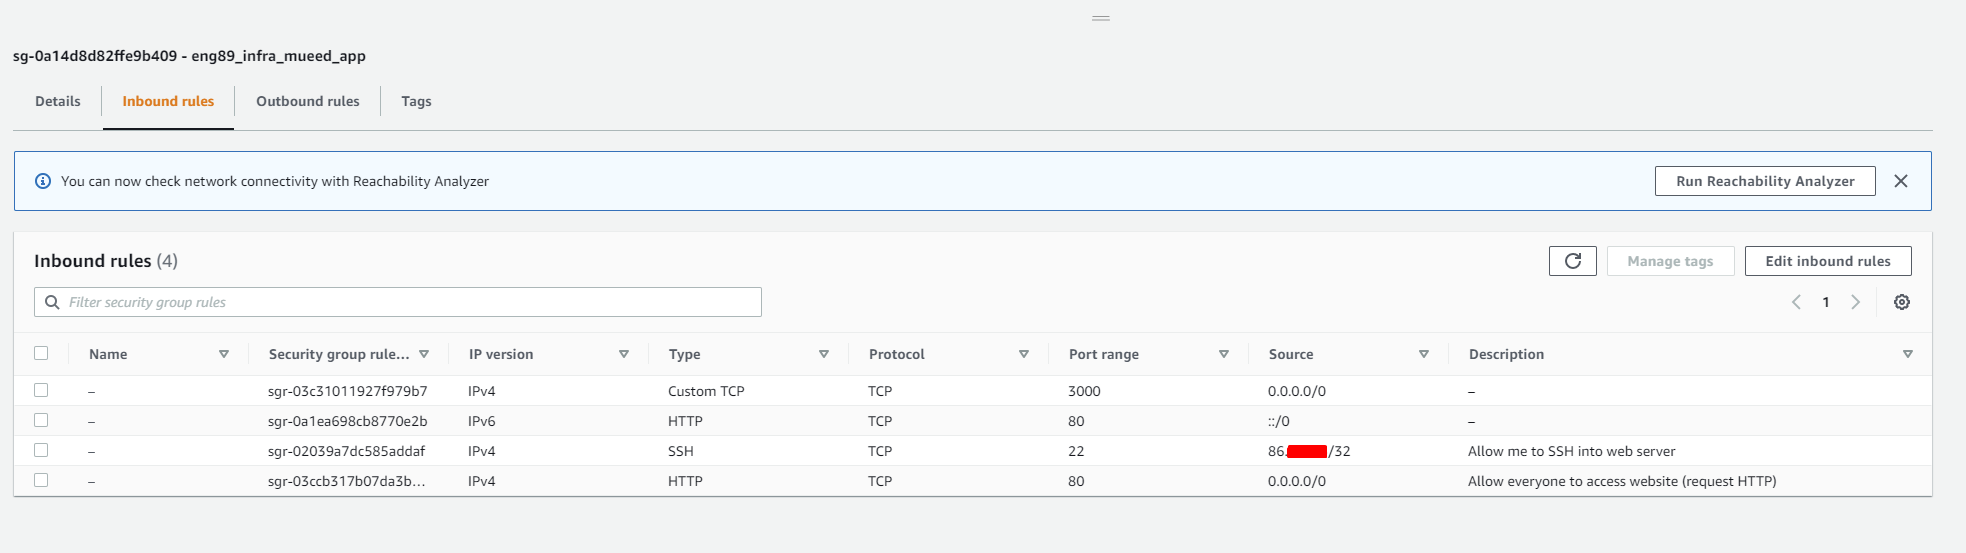 sg-0a14d8d82ffe9b409 - eng89_infra_mueed_app
Details Inbound rules Outbound rules Tags
You can now check network connectivity with Reachability Analyzer Run Reachability Analyzer
Inbound rules (4) Manage tags Edit inbound rules
Filter security group rules 1
Name Security group rule... IP version Type Protocol Port range Source Description
– sgr-03c31011927f979b7 IPv4 Custom TCP TCP 3000 0.0.0.0/0 –
– sgr-0a1ea698cb8770e2b IPv6 HTTP TCP 80 ::/0 –
– sgr-02039a7dc585addaf IPv4 SSH TCP 22 86. /32 Allow me to SSH into web server
– sgr-03ccb317b07da3b... IPv4 HTTP TCP 80 0.0.0.0/0 Allow everyone to access website (request HTTP)